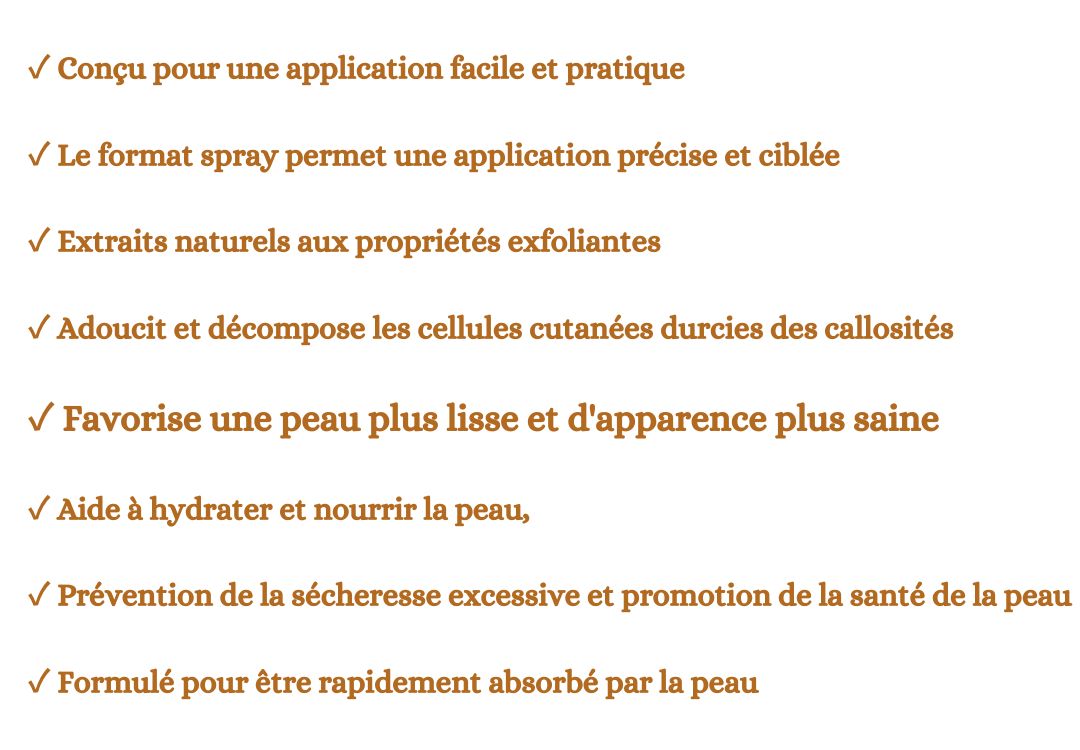 ✓ Conçu pour une application facile et pratique
✓ Le format spray permet une application précise et ciblée
✓ Extraits naturels aux propriétés exfoliantes
✓ Adoucit et décompose les cellules cutanées durcies des callosités
✓ Favorise une peau plus lisse et d'apparence plus saine
✓ Aide à hydrater et nourrir la peau,
✓ Prévention de la sécheresse excessive et promotion de la santé de la peau
✓ Formulé pour être rapidement absorbé par la peau